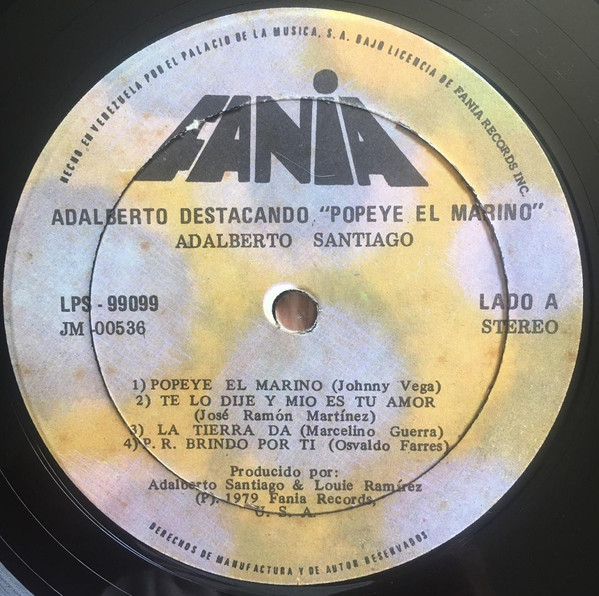 HECHO EN VENEZUELA POR EL PALACIO DE LA MUSICA, S. A. BAJO LICENCIA DE FANIA RECORDS INC.
FANIA
ADALBERTO DESTACANDO "POPEYE EL MARINO"
ADALBERTO SANTIAGO
LPS - 99099
JM -00536
LADO A
STEREO
1) POPEYE EL MARINO (Johnny Vega)
2) TE LO DIJE Y MIO ES TU AMOR
(José Ramón Martínez)
3) LA TIERRA DA (Marcelino Guerra)
4) P. R. BRINDO POR TI (Osvaldo Farres)
Producido por:
Adalberto Santiago & Louie Ramírez
(P). 1979 Fania Records,
U. S. A.
DERECHOS DE MANUFACTURA Y DE AUTOR RESERVADOS